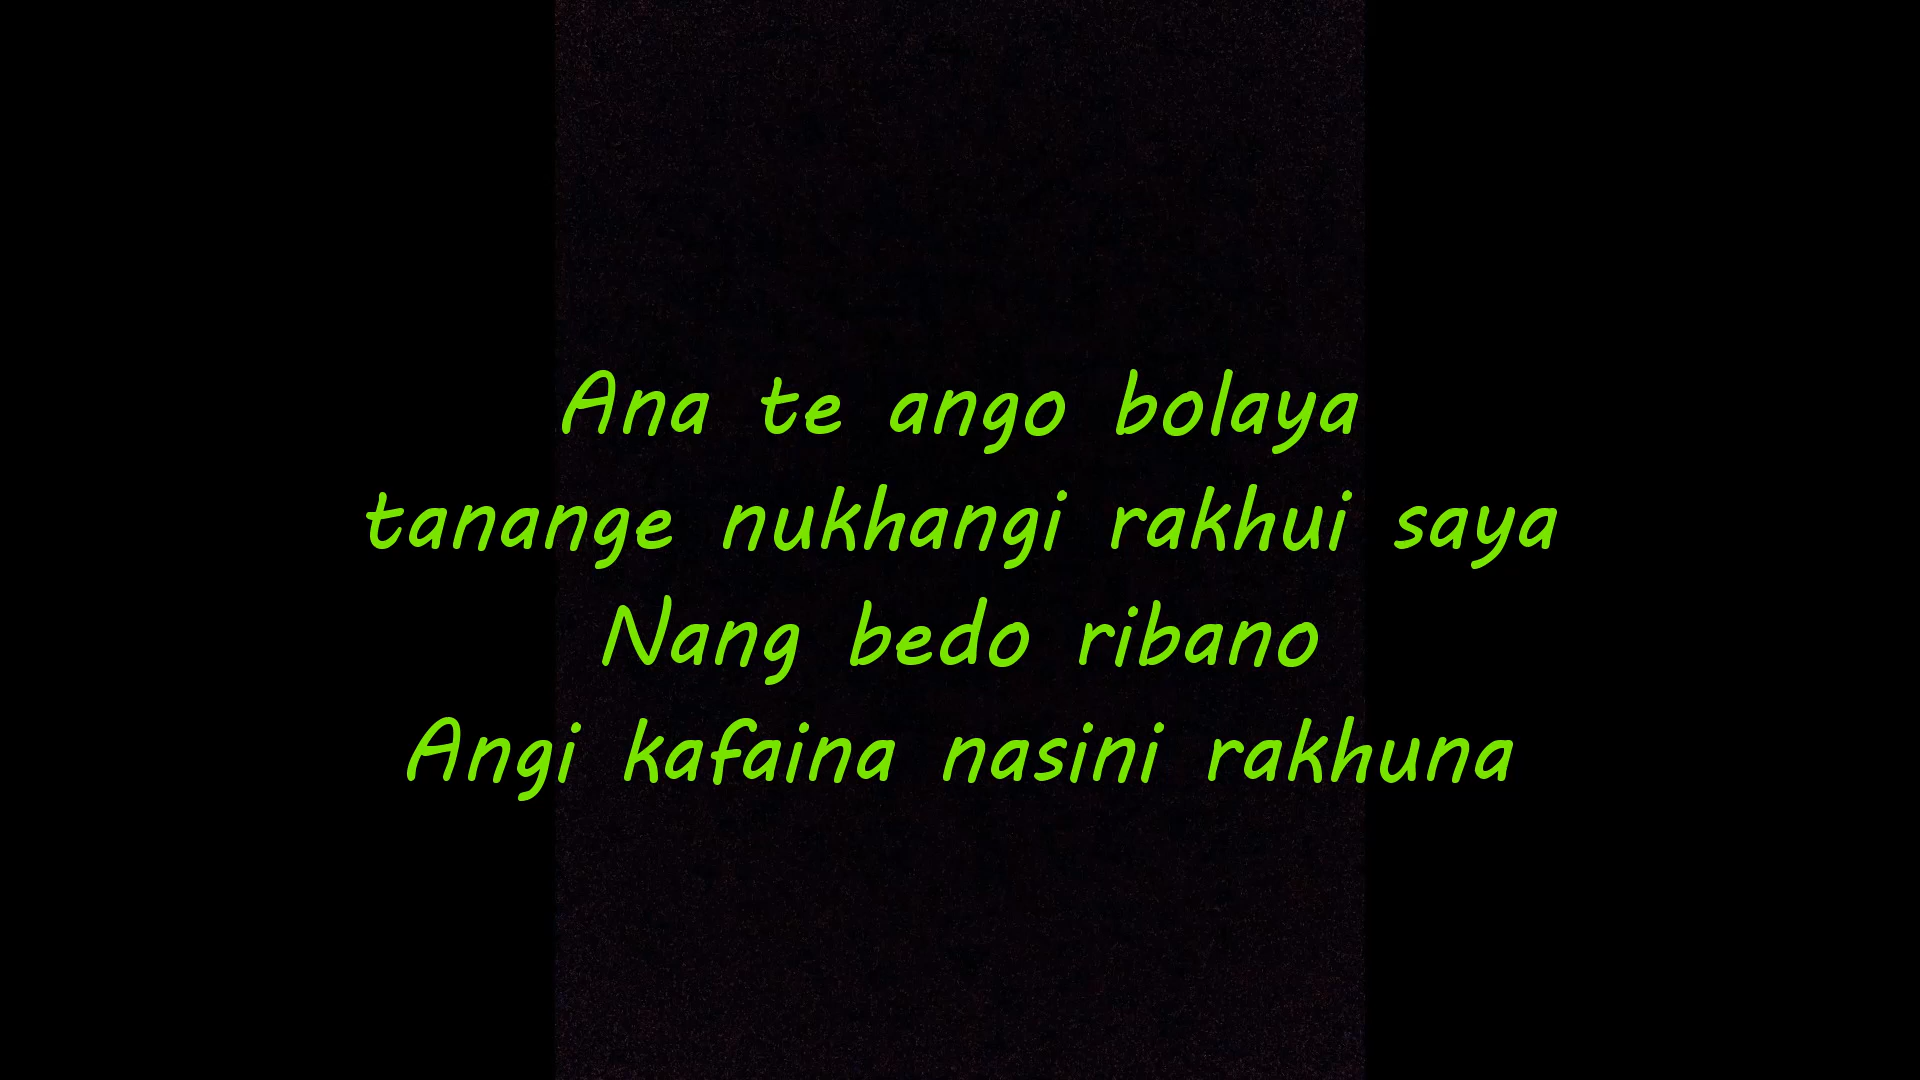 Ana te ango bolaya
tanange nukhangi rakhui saya
Nang bedo ribano
Angi kafaina nasini rakhuna